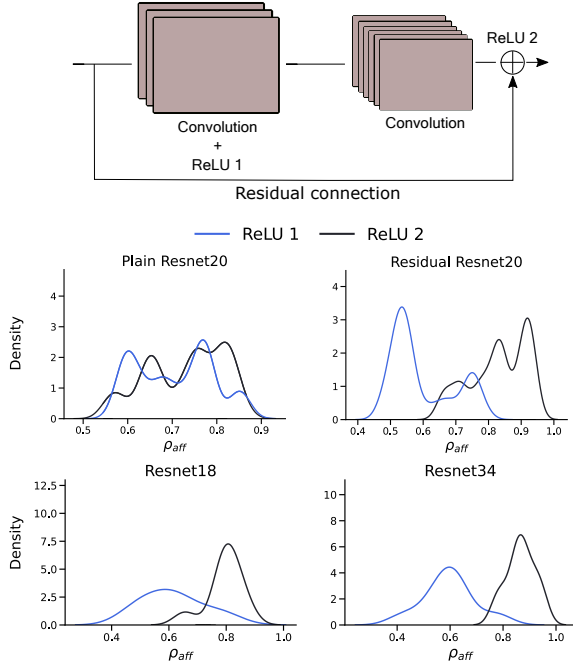 ReLU 2
Convolution
+
ReLU 1
Convolution
Residual connection
ReLU 1
ReLU 2
Plain Resnet20
Density
4
3
2
1
0
0.5 0.6 0.7 0.8 0.9
ρaff
Residual Resnet20
4
3
2
1
0
0.4 0.5 0.6 0.7 0.8 0.9 1.0
ρaff
Resnet18
Density
12.5
10.0
7.5
5.0
2.5
0.0
0.4 0.6 0.8 1.0
ρaff
Resnet34
10
8
6
4
2
0
0.4 0.6 0.8 1.0
ρaff